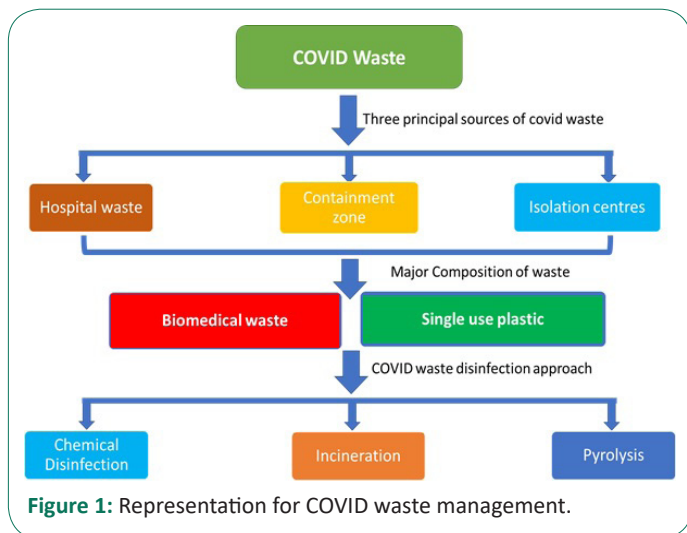 COVID Waste
Three principal sources of covid waste
Hospital waste
Containment
zone
Isolation centres
Major Composition of waste
Biomedical waste
Single use plastic
COVID waste disinfection approach
Chemical
Disinfection
Incineration
Pyrolysis
Figure 1: Representation for COVID waste management.